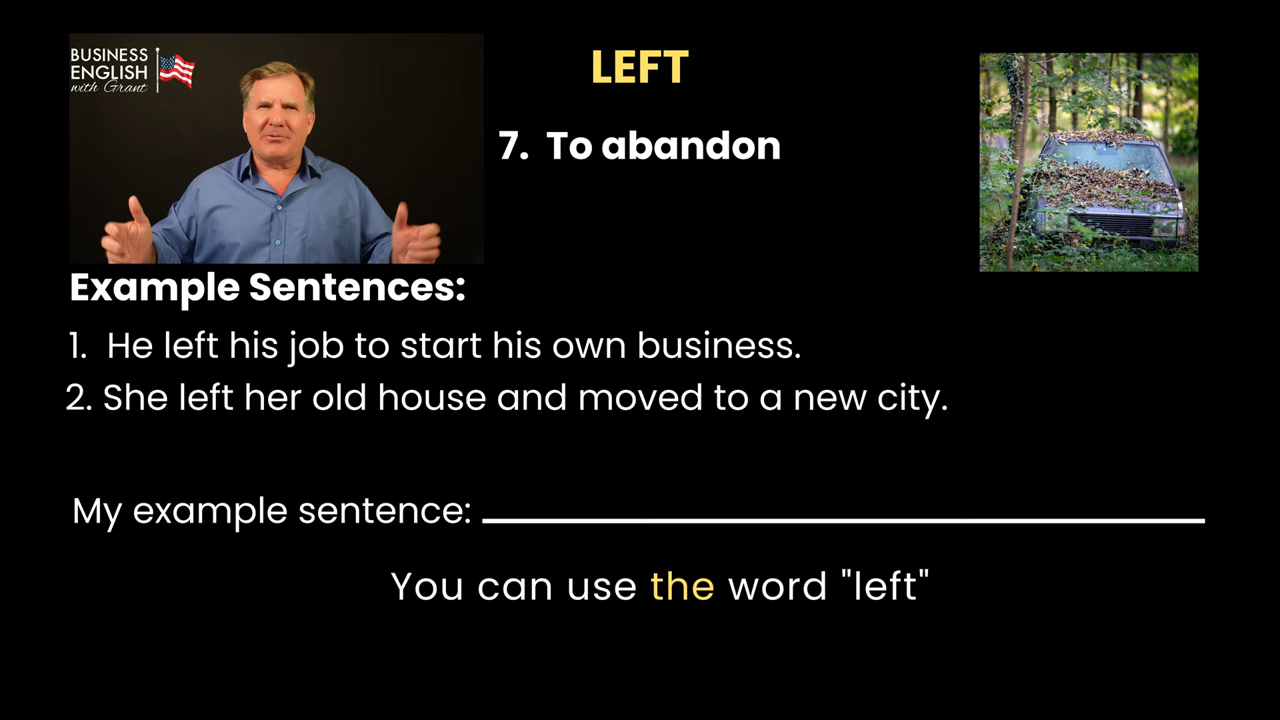 BUSINESS
ENGLISH
with Grant
LEFT
7. To abandon
Example Sentences:
1. He left his job to start his own business.
2. She left her old house and moved to a new city.
My example sentence:
You can use the word "left"